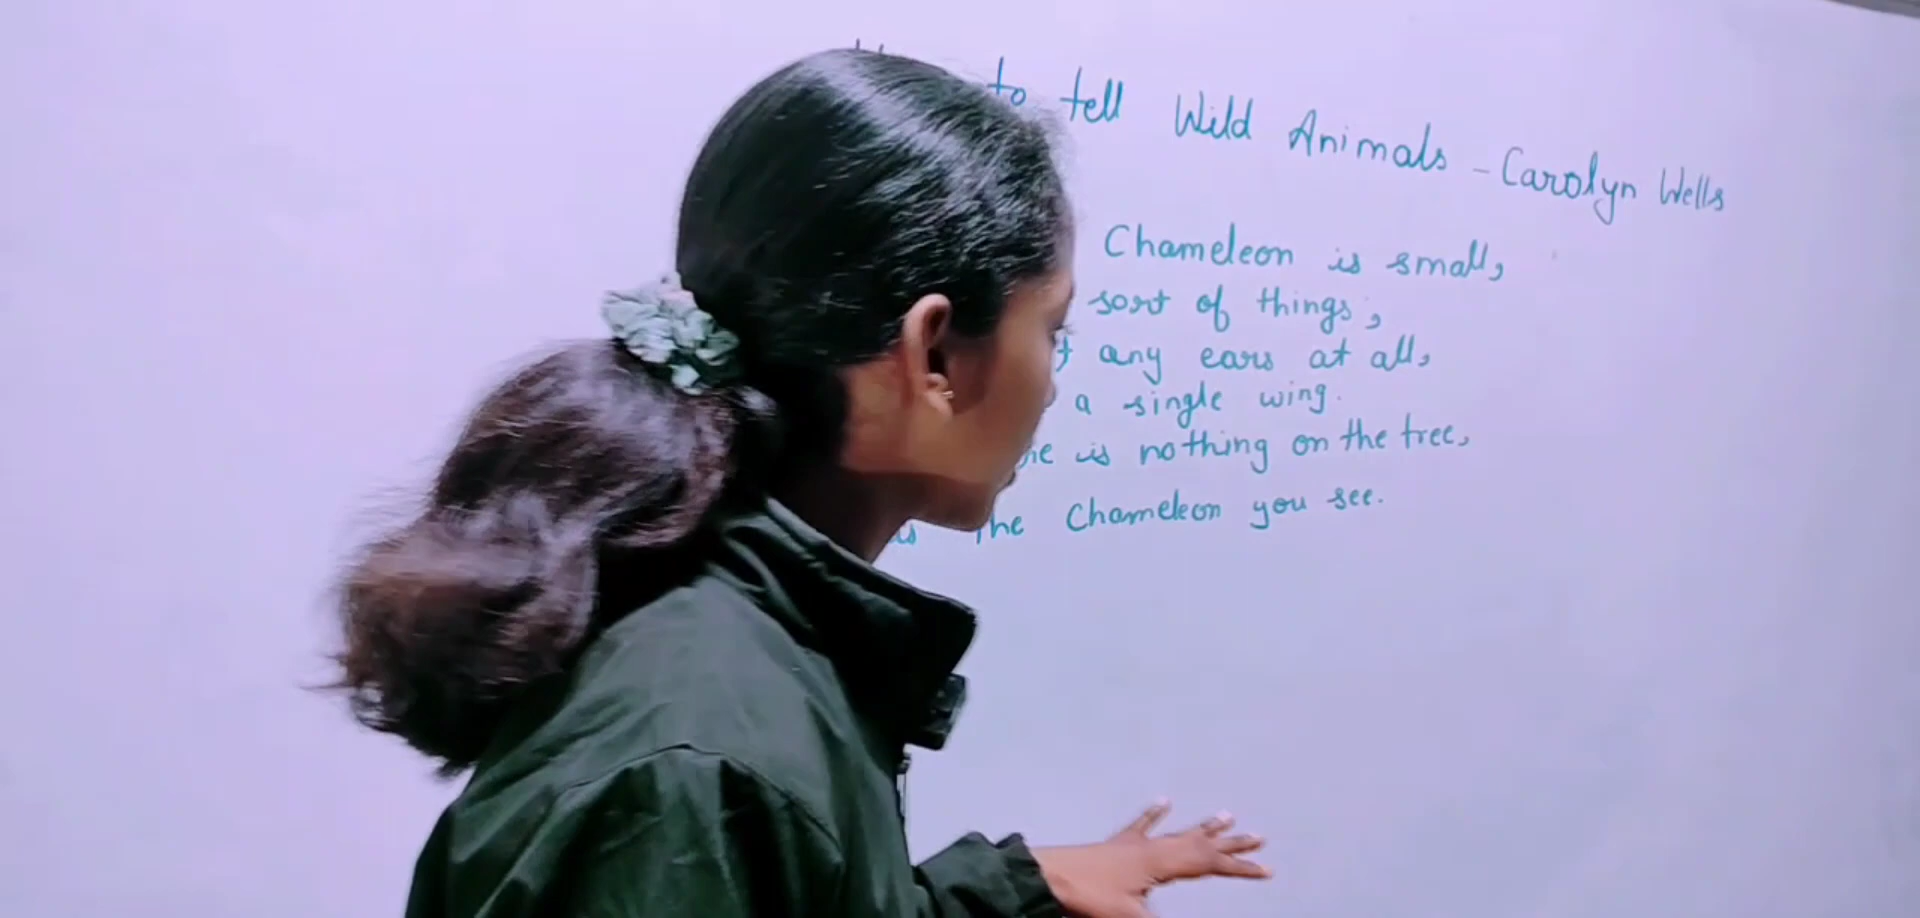 to tell Wild Animals - Carolyn Wells
Chameleon is small,
sort of things;
any ears at all,
a single wing.
is nothing on the tree,
the Chameleon you see.